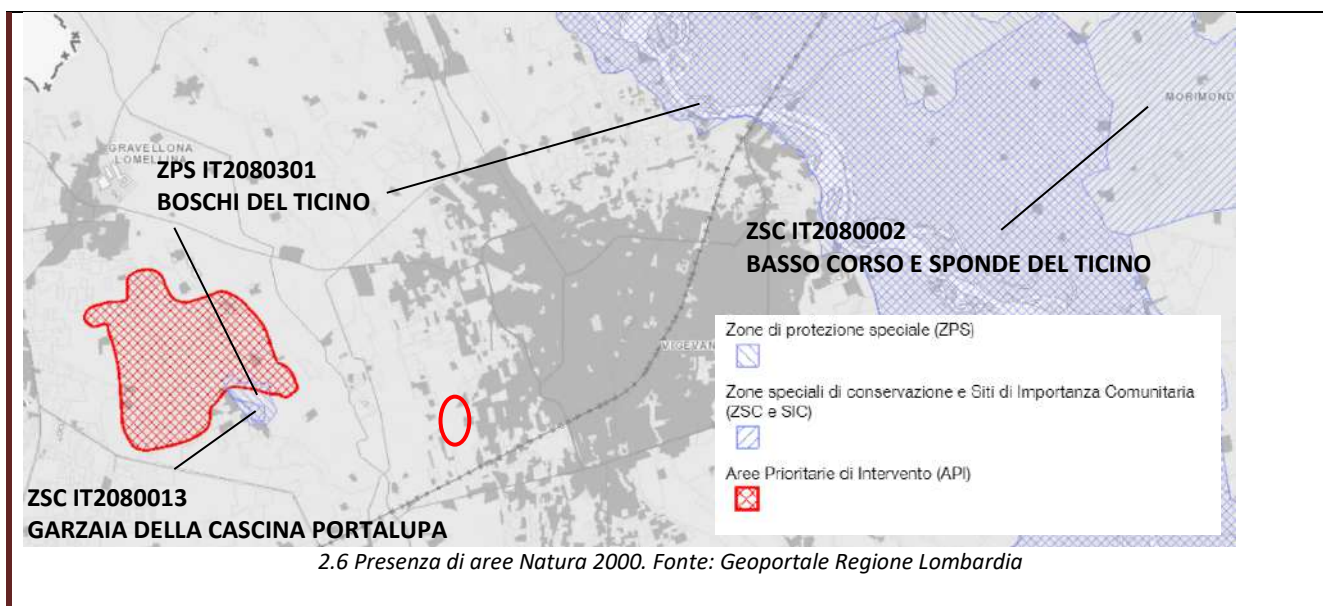 MORIMOND
GRAVELLONA
LOMELLINA
ZPS IT2080301
BOSCHI DEL TICINO
ZSC IT2080002
BASSO CORSO E SPONDE DEL TICINO
VIGEVAN
Zone di protezione speciale (ZPS)
Zone speciali di conservazione e Siti di Importanza Comunitaria
(ZSC e SIC)
Aree Prioritarie di Intervento (API)
ZSC IT2080013
GARZAIA DELLA CASCINA PORTALUPA
2.6 Presenza di aree Natura 2000. Fonte: Geoportale Regione Lombardia